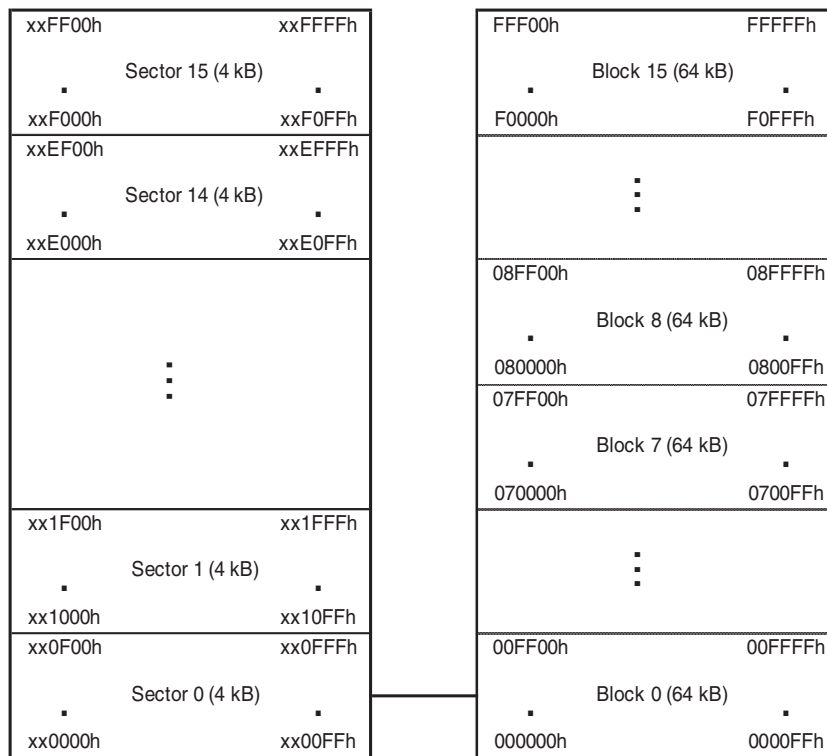 xxFF00h xxFFFFh
Sector 15 (4 kB)
xxF000h xxF0FFh
xxEF00h xxEFFFh
Sector 14 (4 kB)
xxE000h xxE0FFh
xx1F00h xx1FFFh
Sector 1 (4 kB)
xx1000h xx10FFh
xx0F00h xx0FFFh
Sector 0 (4 kB)
xx0000h xx00FFh
FFF00h FFFFFh
Block 15 (64 kB)
F0000h F0FFFh
08FF00h 08FFFFh
Block 8 (64 kB)
080000h 0800FFh
07FF00h 07FFFFh
Block 7 (64 kB)
070000h 0700FFh
00FF00h 00FFFFh
Block 0 (64 kB)
000000h 0000FFh